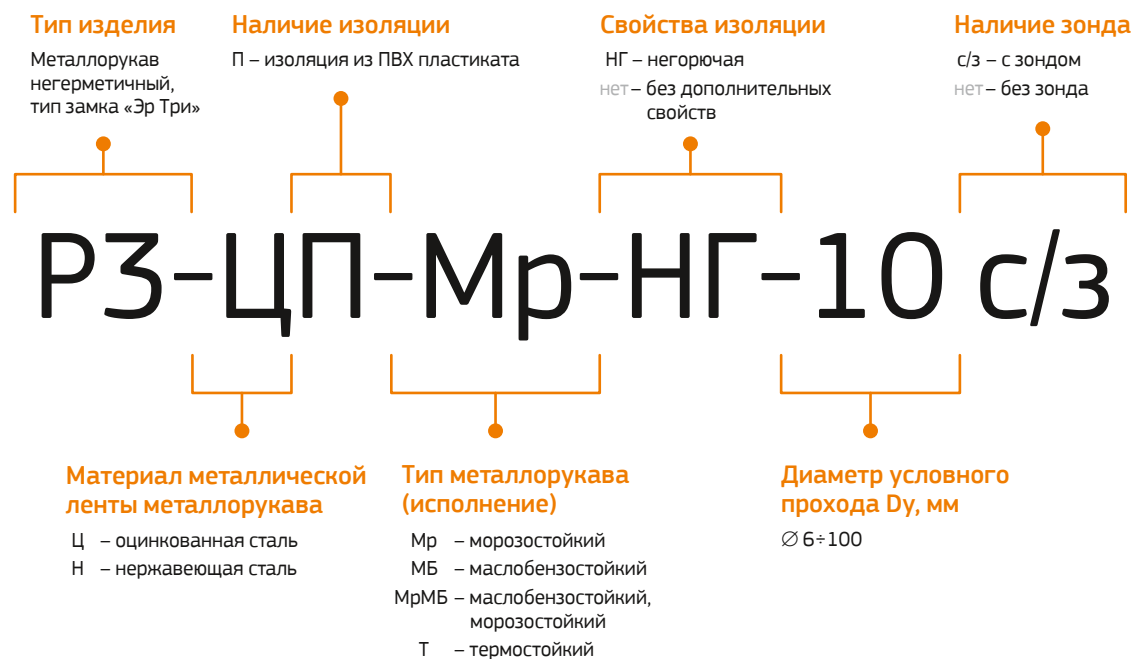 Тип изделия
Металлорукав
негерметичный,
тип замка «Эр Три»
Наличие изоляции
П – изоляция из ПВХ пластиката
Свойства изоляции
НГ – негорючая
нет – без дополнительных
свойств
Наличие зонда
с/з – с зондом
нет – без зонда
РЗ-ЦП-Мр-НГ-10 с/з
Материал металлической
ленты металлорукава
Ц – оцинкованная сталь
Н – нержавеющая сталь
Тип металлорукава
(исполнение)
Мр – морозостойкий
МБ – маслобензостойкий
МрМБ – маслобензостойкий,
морозостойкий
Т – термостойкий
Диаметр условного
прохода Dy, мм
∅ 6÷100